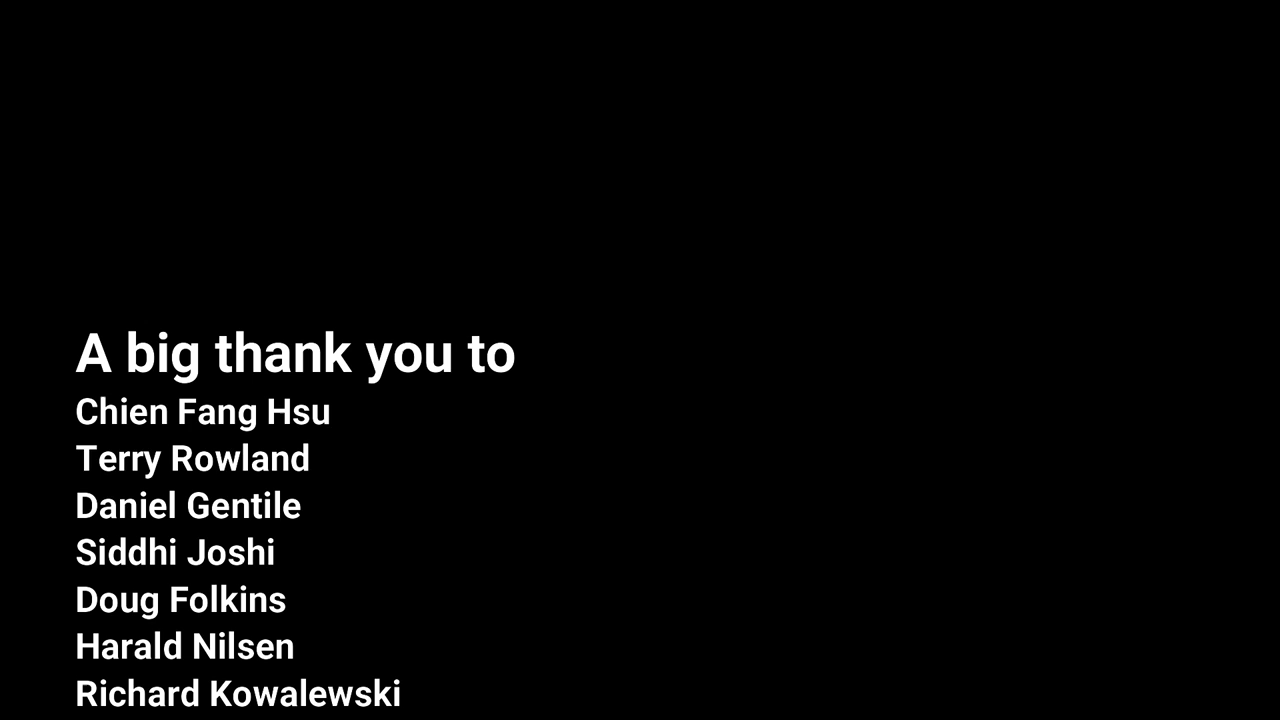 A big thank you to
Chien Fang Hsu
Terry Rowland
Daniel Gentile
Siddhi Joshi
Doug Folkins
Harald Nilsen
Richard Kowalewski